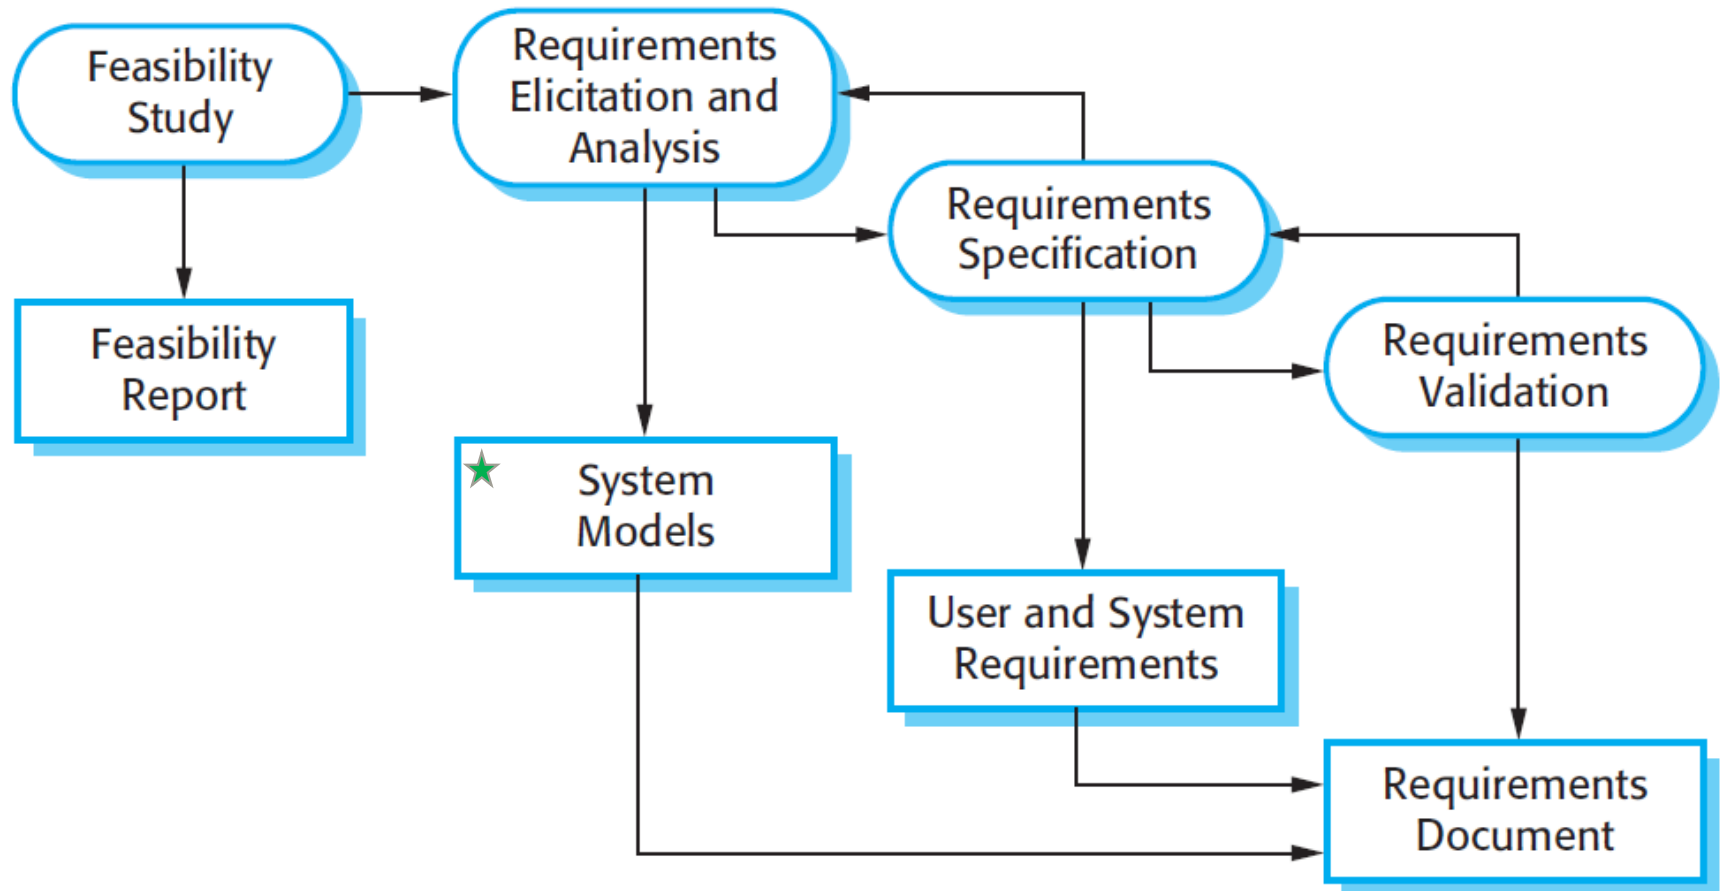 Feasibility
Study
Requirements
Elicitation and
Analysis
Requirements
Specification
Requirements
Validation
Feasibility
Report
System
Models
User and System
Requirements
Requirements
Document